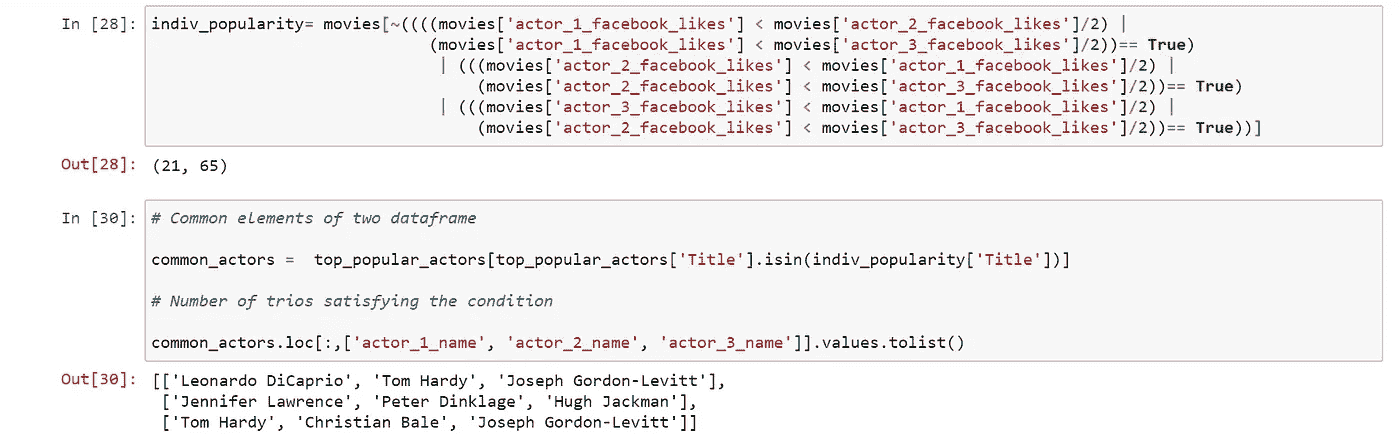 In [28]: indiv_popularity= movies[~((((movies['actor_1_facebook_likes'] < movies['actor_2_facebook_likes']/2) |
(movies['actor_1_facebook_likes'] < movies['actor_3_facebook_likes']/2))== True)
| (((movies['actor_2_facebook_likes'] < movies['actor_1_facebook_likes']/2) |
(movies['actor_2_facebook_likes'] < movies['actor_3_facebook_likes']/2))== True)
| (((movies['actor_3_facebook_likes'] < movies['actor_1_facebook_likes']/2) |
(movies['actor_2_facebook_likes'] < movies['actor_3_facebook_likes']/2))== True))]
Out[28]: (21, 65)
In [30]: # Common elements of two dataframe
common_actors =  top_popular_actors[top_popular_actors['Title'].isin(indiv_popularity['Title'])]
# Number of trios satisfying the condition
common_actors.loc[:,['actor_1_name', 'actor_2_name', 'actor_3_name']].values.tolist()
Out[30]: [['Leonardo DiCaprio', 'Tom Hardy', 'Joseph Gordon-Levitt'],
['Jennifer Lawrence', 'Peter Dinklage', 'Hugh Jackman'],
['Tom Hardy', 'Christian Bale', 'Joseph Gordon-Levitt']]